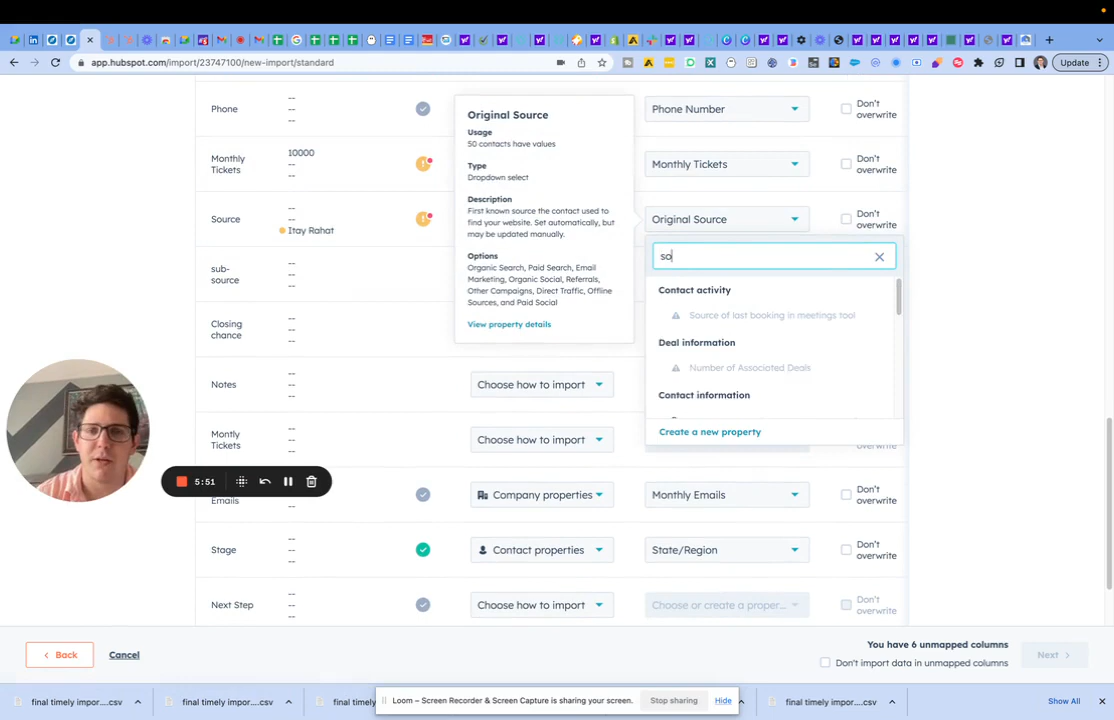 Update
app.hubspot.com/import/23747100/new-import/standard
Phone
--
--
--
Phone Number
Don't
overwrite
Monthly
Tickets
10000
--
--
Monthly Tickets
Don't
overwrite
Source
--
--
Itay Rahat
Original Source
Don't
overwrite
Original Source
Usage
50 contacts have values
Type
Dropdown select
Description
First known source the contact used to
find your website. Set automatically, but
may be updated manually.
Options
Organic Search, Paid Search, Email
Marketing, Organic Social, Referrals,
Other Campaigns, Direct Traffic, Offline
Sources, and Paid Social
View property details
so
Contact activity
Source of last booking in meetings tool
Deal information
Number of Associated Deals
Contact information
Create a new property
sub-
source
--
--
--
Closing
chance
--
--
--
Notes
--
--
--
Choose how to import
Montly
Tickets
--
--
--
Choose how to import
overwrite
5:51
Emails
--
Company properties
Monthly Emails
Don't
overwrite
Stage
--
--
--
Contact properties
State/Region
Don't
overwrite
Next Step
--
--
--
Choose how to import
Choose or create a proper...
Don't
overwrite
Back
Cancel
You have 6 unmapped columns
Don't import data in unmapped columns
Next
final timely impor....csv
final timely impor....csv
final timely
Loom – Screen Recorder & Screen Capture is sharing your screen.
Stop sharing
Hide
final timely impor....csv
Show All